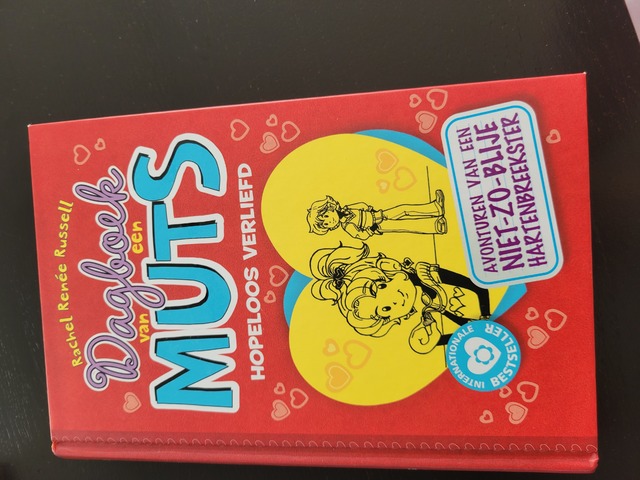 Rachel Renée Russell
Dagboek
van een
MUTS
HOPELOOS VERLIEFD
AVONTUREN VAN EEN
NIET-ZO-BLIJE
HARTENBREEKSTER
INTERNATIONALE
BESTSELLER